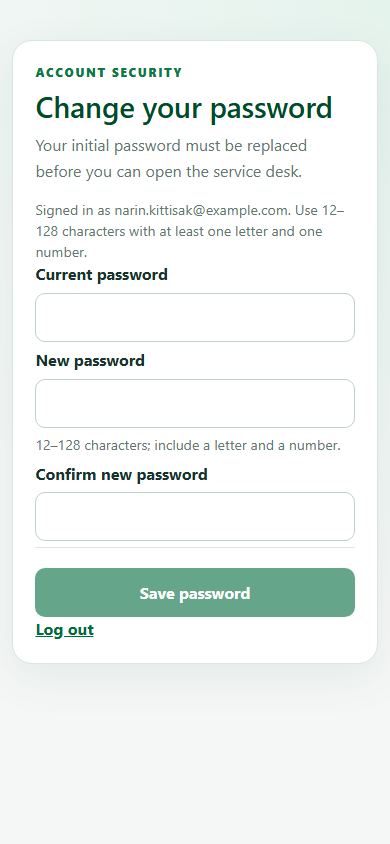 ACCOUNT SECURITY
Change your password
Your initial password must be replaced
before you can open the service desk.
Signed in as narin.kittisak@example.com. Use 12–
128 characters with at least one letter and one
number.
Current password
New password
12–128 characters; include a letter and a number.
Confirm new password
Save password
Log out